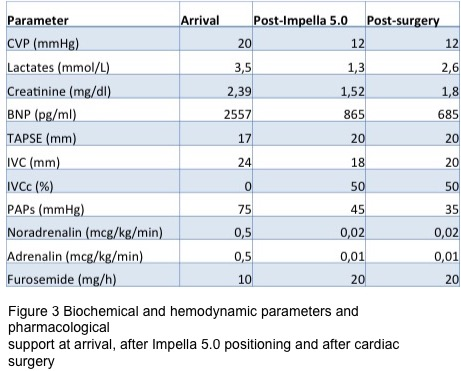 Parameter Arrival Post-Impella 5.0 Post-surgery
CVP (mmHg) 20 12 12
Lactates (mmol/L) 3,5 1,3 2,6
Creatinine (mg/dl) 2,39 1,52 1,8
BNP (pg/ml) 2557 865 685
TAPSE (mm) 17 20 20
IVC (mm) 24 18 20
IVCc (%) 0 50 50
PAPs (mmHg) 75 45 35
Noradrenalin (mcg/kg/min) 0,5 0,02 0,02
Adrenalin (mcg/kg/min) 0,5 0,01 0,01
Furosemide (mg/h) 10 20 20
Figure 3 Biochemical and hemodynamic parameters and
pharmacological
support at arrival, after Impella 5.0 positioning and after cardiac
surgery